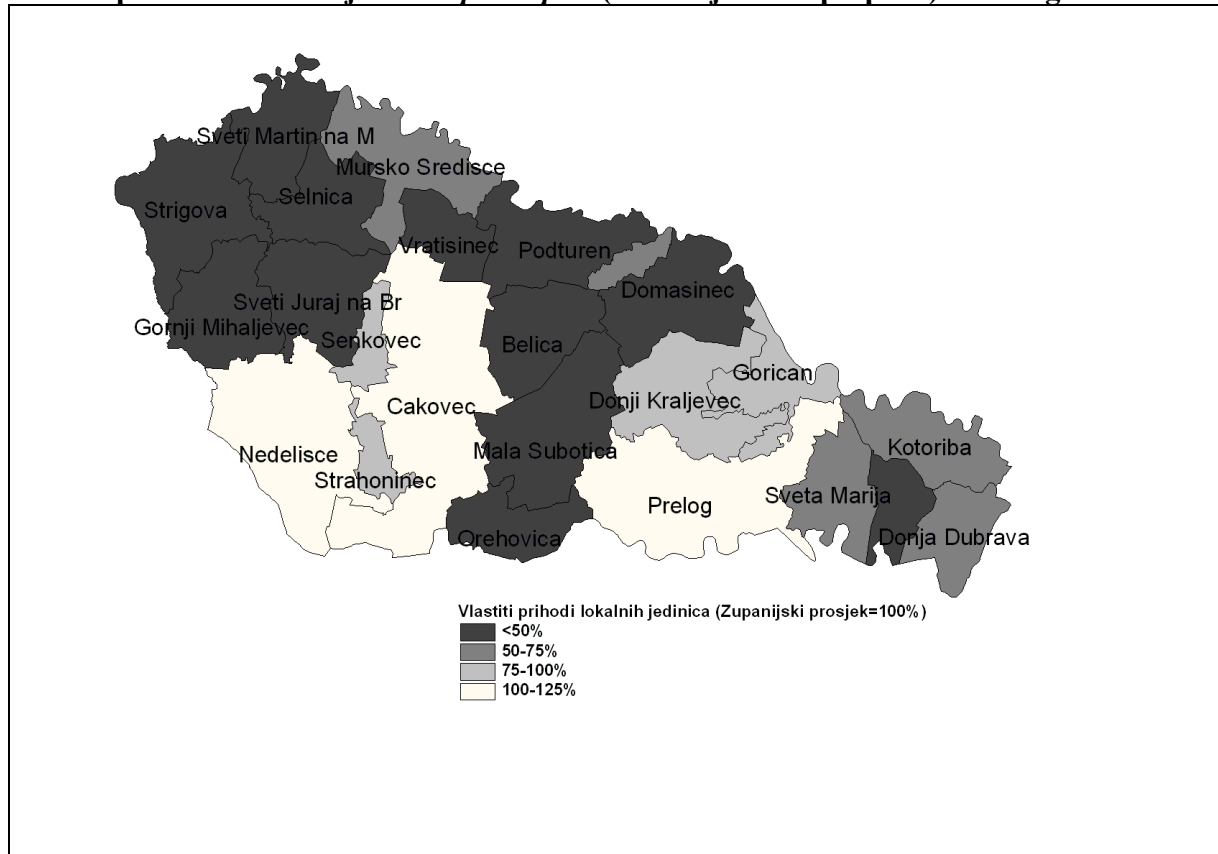 Sveti Martin na M
Mursko Sredisce
Selnica
Strigova
Vratisinec
Podturen
Domasinec
Sveti Juraj na Br
Gornji Mihaljevec
Senkovec
Belica
Gorican
Donji Kraljevec
Cakovec
Kotoriba
Mala Subotica
Nedelisce
Strahoninec
Sveta Marija
Prelog
Orehovica
Donja Dubrava
Vlastiti prihodi lokalnih jedinica (Zupanijski prosjek=100%)
<50%
50-75%
75-100%
100-125%